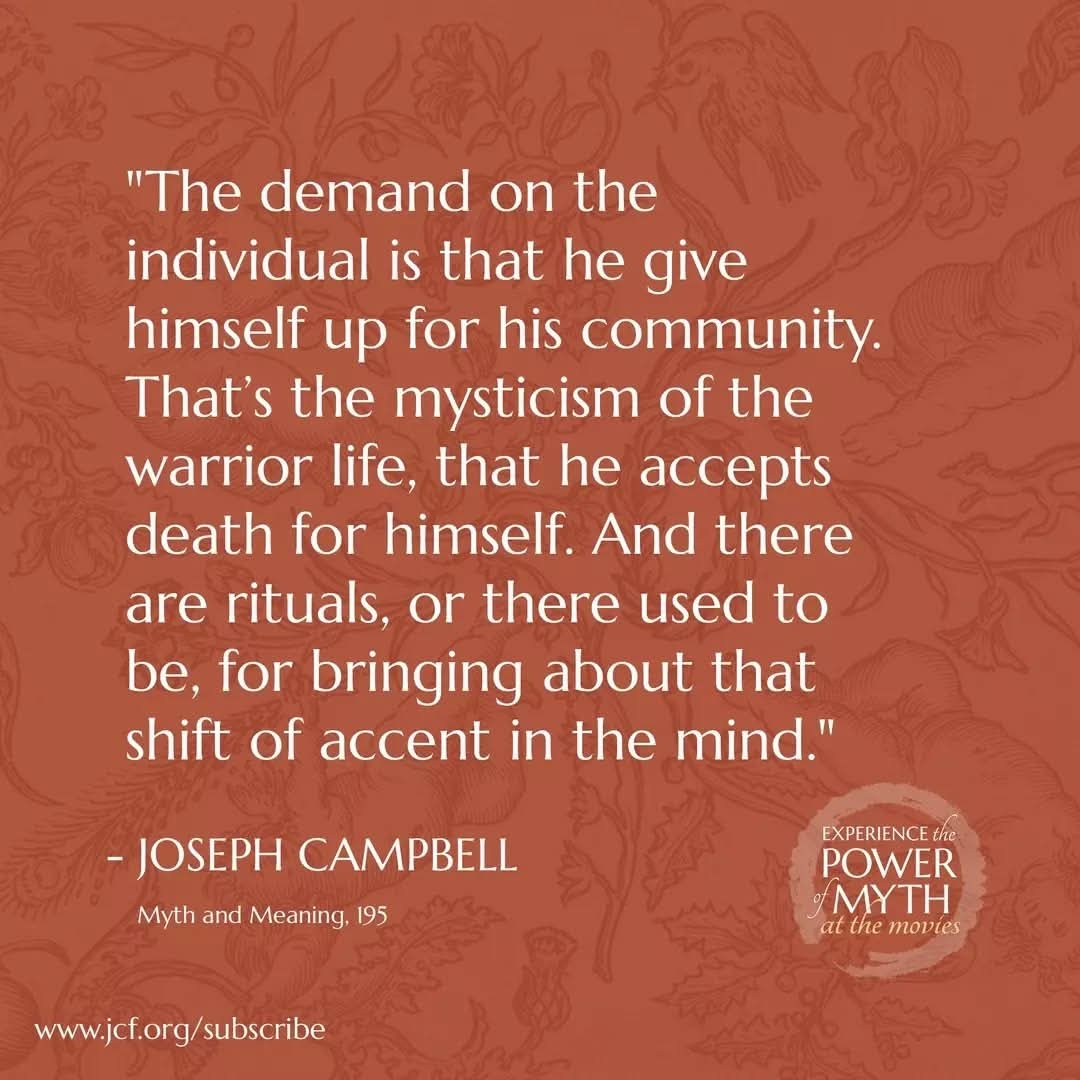 "The demand on the
individual is that he give
himself up for his community.
That’s the mysticism of the
warrior life, that he accepts
death for himself. And there
are rituals, or there used to
be, for bringing about that
shift of accent in the mind."
- JOSEPH CAMPBELL
Myth and Meaning, 195
EXPERIENCE the
POWER
of MYTH
at the movies
www.jcf.org/subscribe